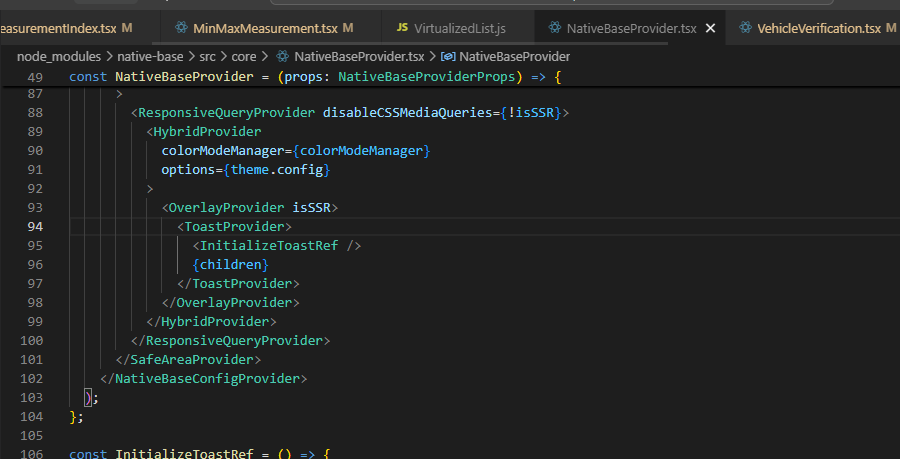 easurementIndex.tsx M MinMaxMeasurement.tsx M JS VirtualizedList.js NativeBaseProvider.tsx VehicleVerification.tsx M
node_modules > native-base > src > core > NativeBaseProvider.tsx > NativeBaseProvider
49 const NativeBaseProvider = (props: NativeBaseProviderProps) => {
87 >
88 <ResponsiveQueryProvider disableCSSMediaQueries={!isSSR}>
89 <HybridProvider
90 colorModeManager={colorModeManager}
91 options={theme.config}
92 >
93 <OverlayProvider isSSR>
94 <ToastProvider>
95 <InitializeToastRef />
96 {children}
97 </ToastProvider>
98 </OverlayProvider>
99 </HybridProvider>
100 </ResponsiveQueryProvider>
101 </SafeAreaProvider>
102 </NativeBaseConfigProvider>
103 );
104 };
105
106 const InitializeToastRef = () => {